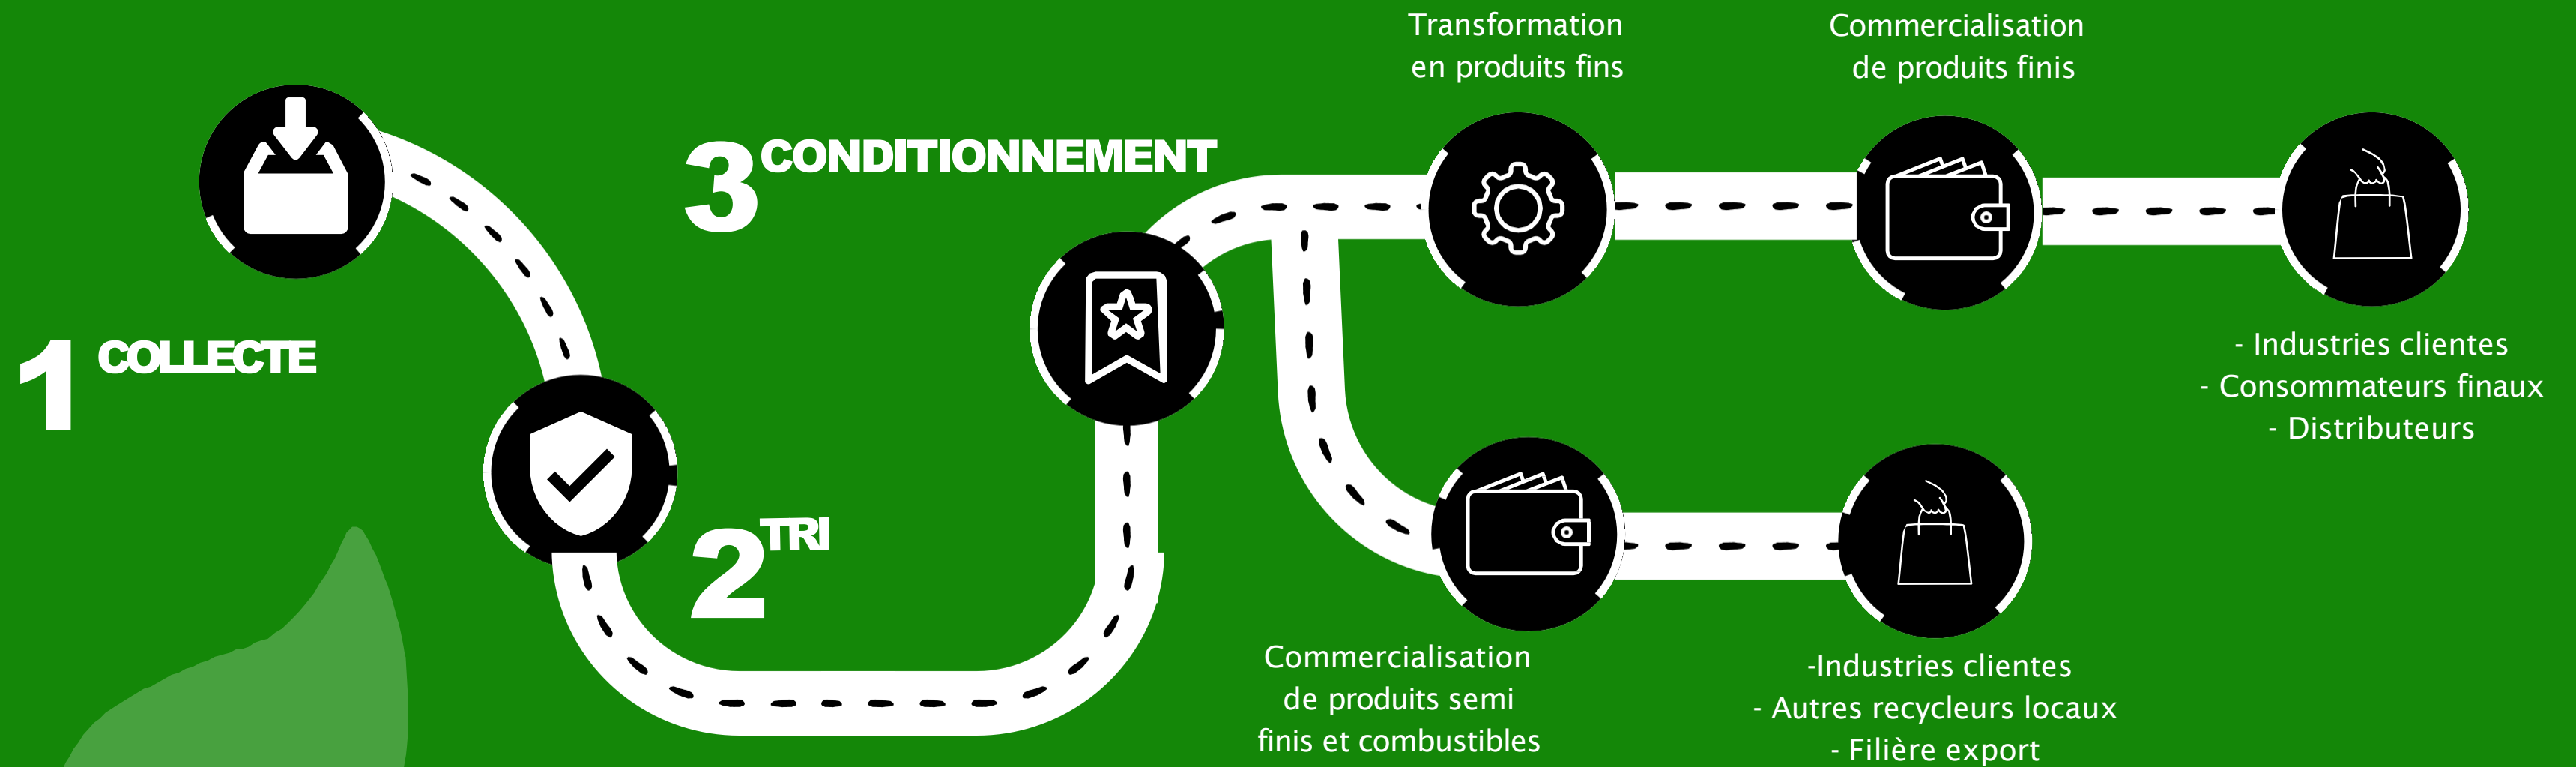 1 COLLECTE
2 TRI
3 CONDITIONNEMENT
Transformation
en produits fins
Commercialisation
de produits finis
- Industries clientes
- Consommateurs finaux
- Distributeurs
Commercialisation
de produits semi
finis et combustibles
-Industries clientes
- Autres recycleurs locaux
- Filière export